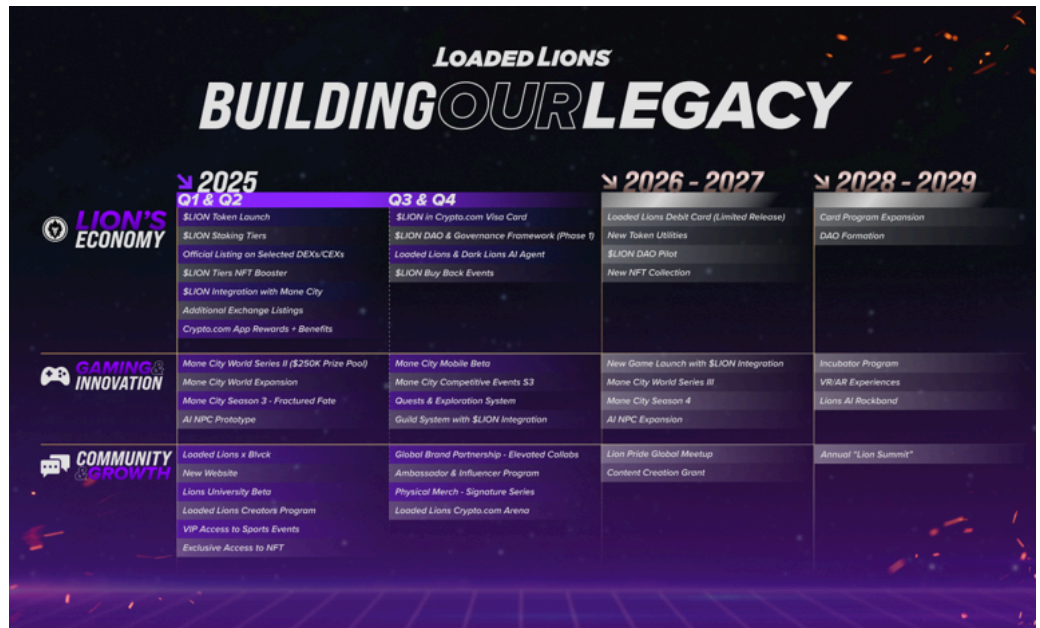 LOADED LIONS
BUILDING OUR LEGACY
2025
Q1 & Q2
Q3 & Q4
2026 - 2027
2028 - 2029
LION'S
ECONOMY
$LION Token Launch
$LION Staking Tiers
Official Listing on Selected DEXs/CEXs
$LION Tiers NFT Booster
$LION Integration with Mane City
Additional Exchange Listings
Crypto.com App Rewards + Benefits
$LION in Crypto.com Visa Card
$LION DAO & Governance Framework (Phase 1)
Loaded Lions & Dark Lions AI Agent
$LION Buy Back Events
Loaded Lions Debit Card (Limited Release)
New Token Utilities
$LION DAO Pilot
New NFT Collection
Card Program Expansion
DAO Formation
GAMING&
INNOVATION
Mane City World Series II ($250K Prize Pool)
Mane City World Expansion
Mane City Season 3 - Fractured Fate
AI NPC Prototype
Mane City Mobile Beta
Mane City Competitive Events S3
Quests & Exploration System
Guild System with $LION Integration
New Game Launch with $LION Integration
Mane City World Series III
Mane City Season 4
AI NPC Expansion
Incubator Program
VR/AR Experiences
Lions AI Rockband
COMMUNITY
&GROWTH
Loaded Lions x Blvck
New Website
Lions University Beta
Loaded Lions Creators Program
VIP Access to Sports Events
Exclusive Access to NFT
Global Brand Partnership - Elevated Collabs
Ambassador & Influencer Program
Physical Merch - Signature Series
Loaded Lions Crypto.com Arena
Lion Pride Global Meetup
Content Creation Grant
Annual "Lion Summit"